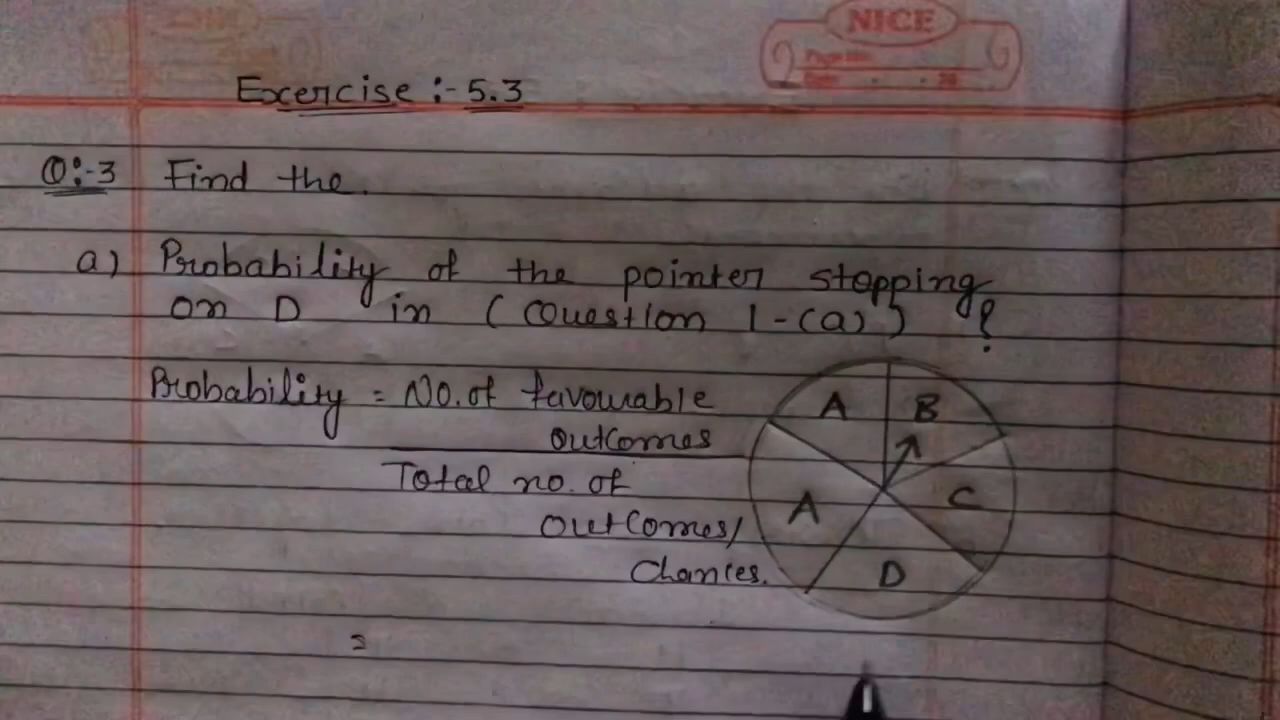 NICE
Exercise :- 5.3
Q:-3 Find the.
a) Probability of the pointer stopping
on D in (Question 1-(a)) ?
Probability = No. of favourable
outcomes
Total no. of
outcomes/
Chances.
=
A B
A C
D